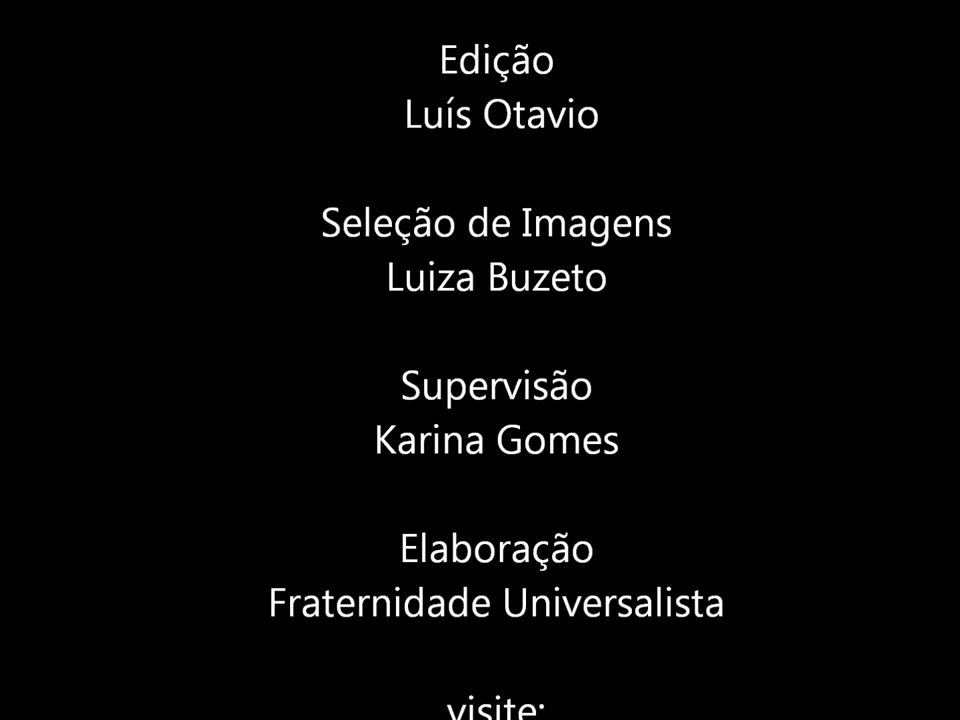 Edição
Luís Otavio
Seleção de Imagens
Luiza Buzeto
Supervisão
Karina Gomes
Elaboração
Fraternidade Universalista
visite: